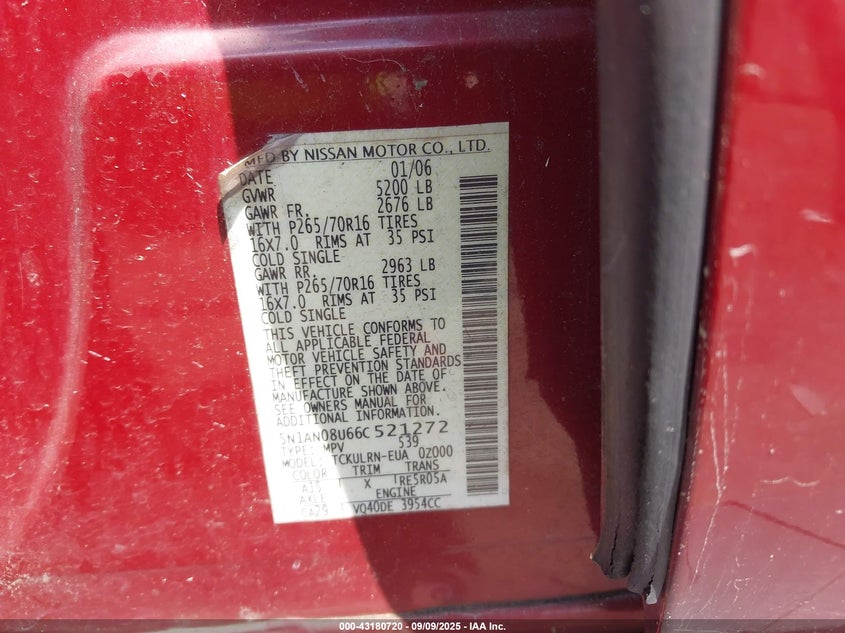 MFD BY NISSAN MOTOR CO., LTD.
DATE 01/06
GVWR 5200 LB
GAWR FR. 2676 LB
WITH P265/70R16 TIRES
16X7.0 RIMS AT 35 PSI
COLD SINGLE
GAWR RR. 2963 LB
WITH P265/70R16 TIRES
16X7.0 RIMS AT 35 PSI
COLD SINGLE
THIS VEHICLE CONFORMS TO
ALL APPLICABLE FEDERAL
MOTOR VEHICLE SAFETY AND
THEFT PREVENTION STANDARDS
IN EFFECT ON THE DATE OF
MANUFACTURE SHOWN ABOVE.
SEE OWNERS MANUAL FOR
ADDITIONAL INFORMATION.
5N1AN08U66C521272
TYPE: MPV 539
MODEL: TCKULRN-EUA 0Z000
COLOR TRIM TRANS
A15 X RE5R05A
AXLE ENGINE
CA29 VQ40DE 3954CC
000-43180720 - 09/09/2025 - IAA Inc.